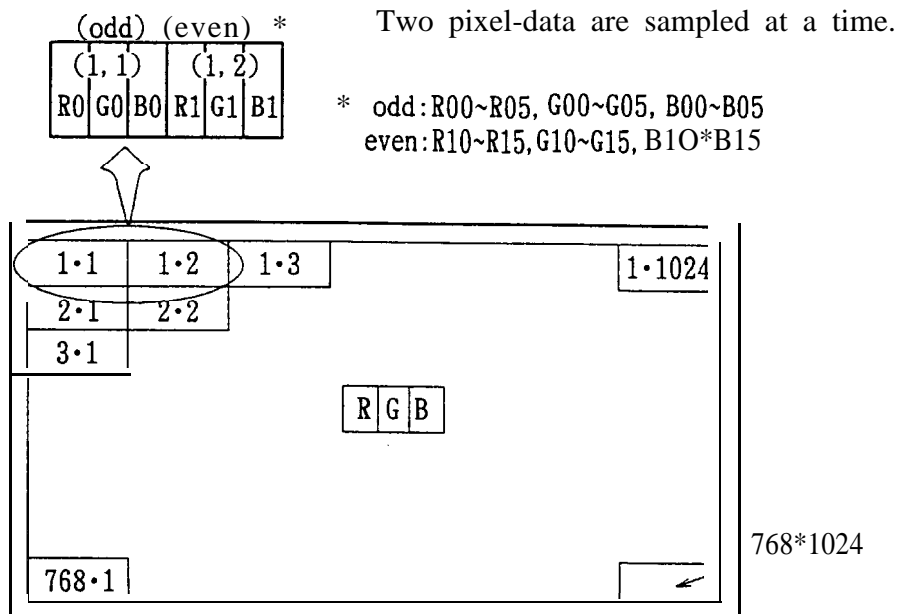 (odd) (even) * Two pixel-data are sampled at a time.
(1,1) (1,2)
R0 G0 B0 R1 G1 B1
* odd:R00~R05, G00~G05, B00~B05
even:R10~R15, G10~G15, B1O*B15
1·1 1·2 1·3 1·1024
2·1 2·2
3·1
R G B
768*1024
768·1